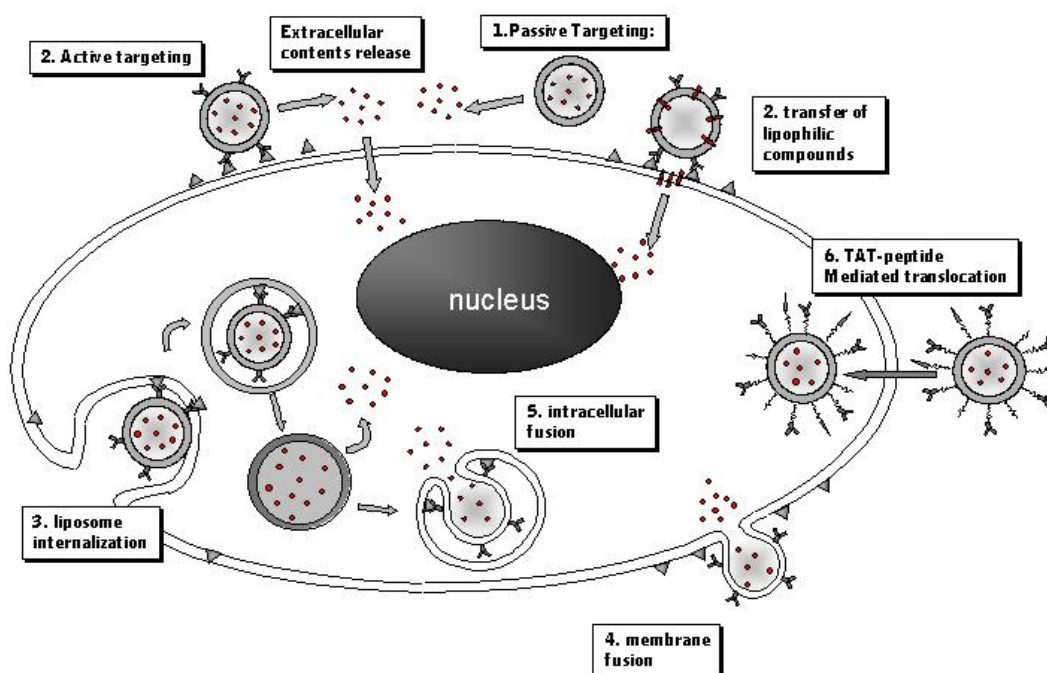 2. Active targeting
Extracellular
contents release
1.Passive Targeting:
2. transfer of
lipophilic
compounds
6. TAT-peptide
Mediated translocation
nucleus
5. intracellular
fusion
3. liposome
internalization
4. membrane
fusion